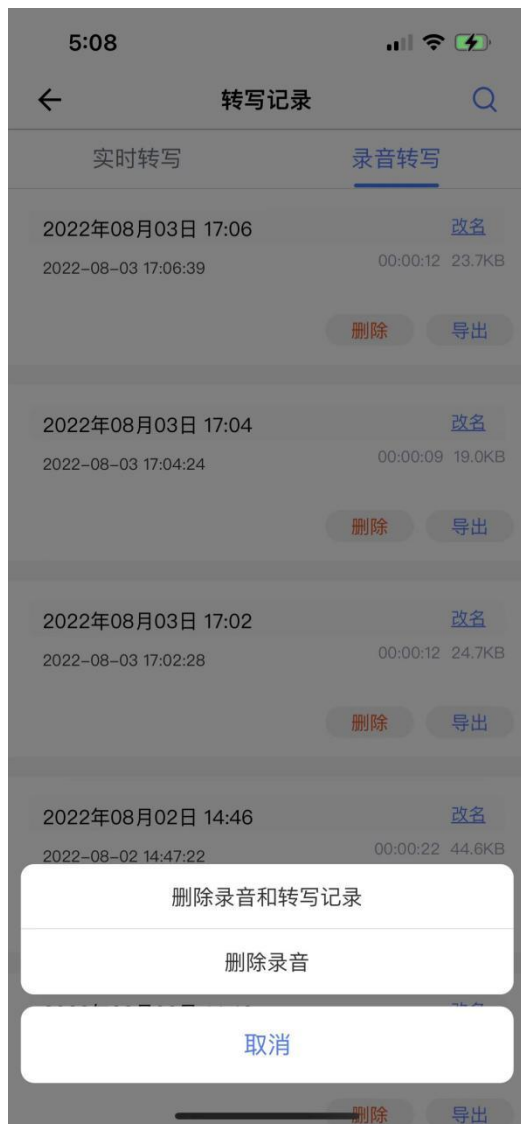 5:08
转写记录
实时转写 录音转写
2022年08月03日 17:06 改名
2022-08-03 17:06:39 00:00:12 23.7KB
删除 导出
2022年08月03日 17:04 改名
2022-08-03 17:04:24 00:00:09 19.0KB
删除 导出
2022年08月03日 17:02 改名
2022-08-03 17:02:28 00:00:12 24.7KB
删除 导出
2022年08月02日 14:46 改名
2022-08-02 14:47:22 00:00:22 44.6KB
删除录音和转写记录
删除录音
取消
删除 导出